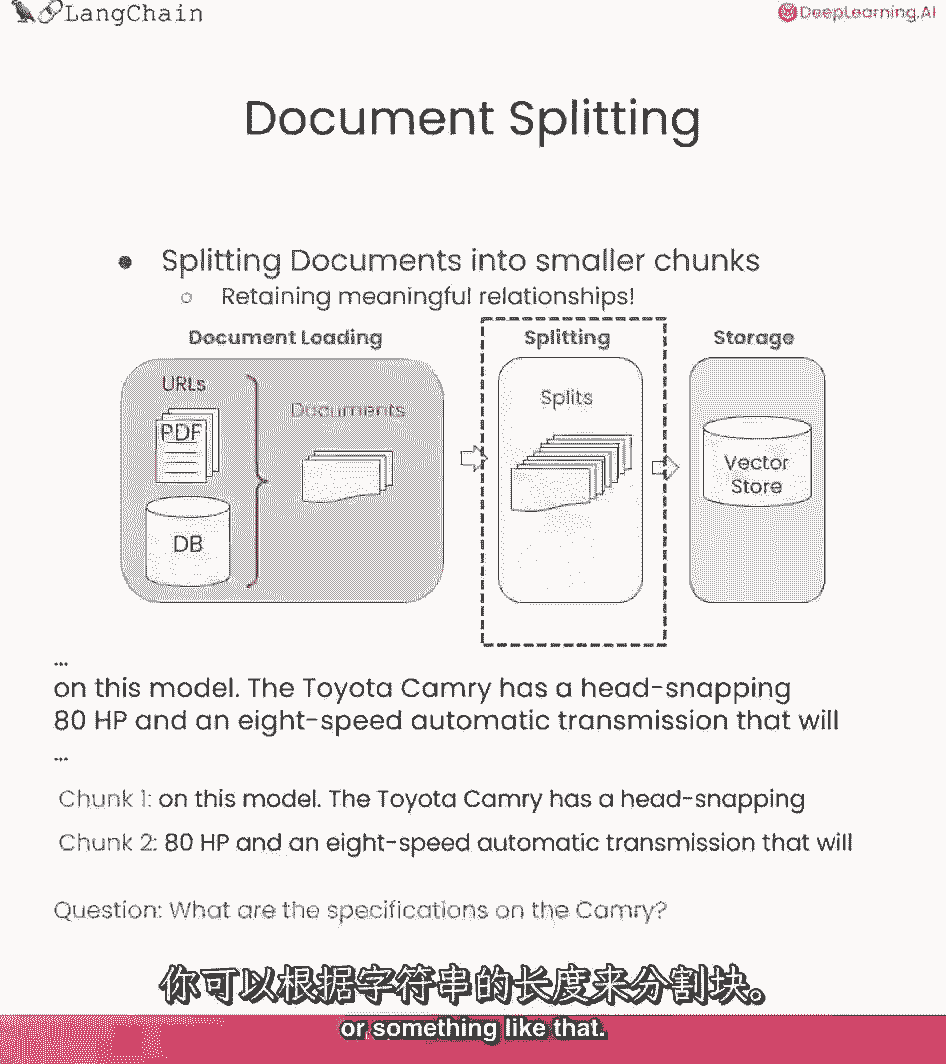 LangChain
DeepLearning.AI
Document Splitting
● Splitting Documents into smaller chunks
○ Retaining meaningful relationships!
Document Loading
Splitting
Storage
URLs
Documents
Splits
PDF
Vector
Store
DB
...
on this model. The Toyota Camry has a head-snapping
80 HP and an eight-speed automatic transmission that will
...
Chunk 1: on this model. The Toyota Camry has a head-snapping
Chunk 2: 80 HP and an eight-speed automatic transmission that will
Question: What are the specifications on the Camry?
你可以根据字符串的长度来分割块。
or something like that.